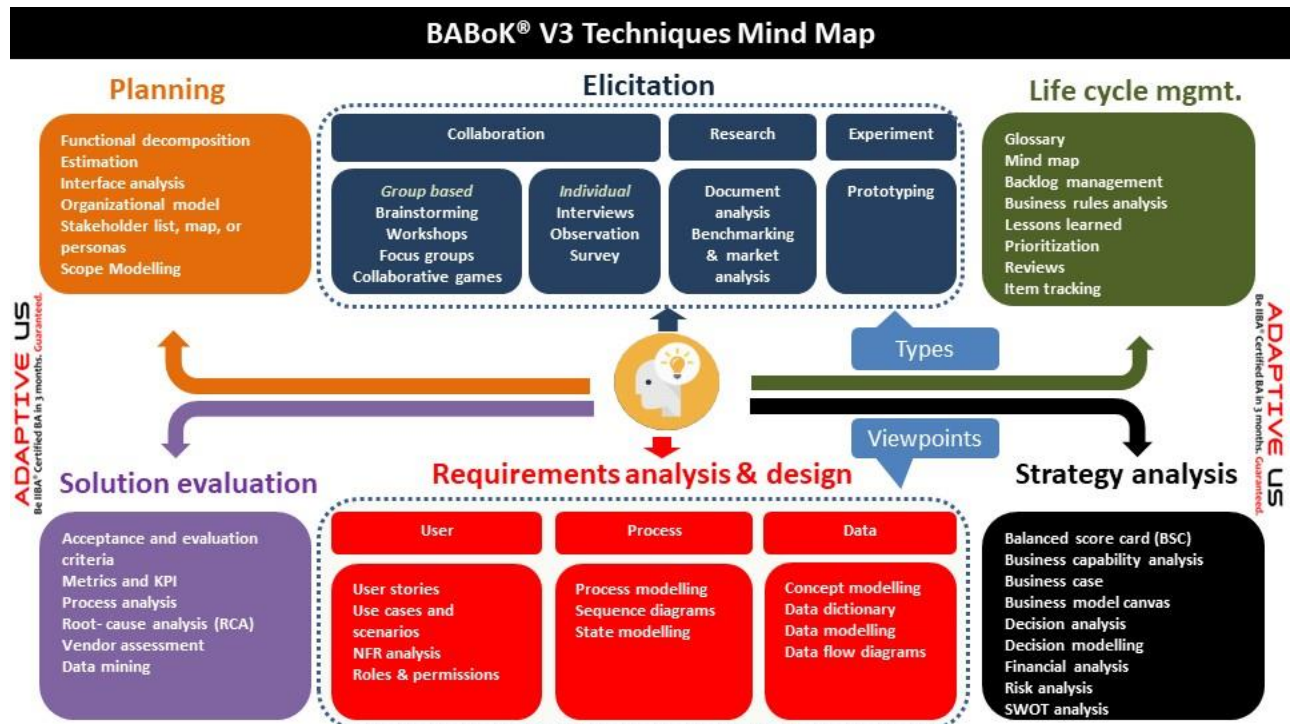 BABoK® V3 Techniques Mind Map
Planning
Functional decomposition
Estimation
Interface analysis
Organizational model
Stakeholder list, map, or
personas
Scope Modelling
Elicitation
Collaboration
Group based
Brainstorming
Workshops
Focus groups
Collaborative games
Individual
Interviews
Observation
Survey
Research
Document
analysis
Benchmarking
& market
analysis
Experiment
Prototyping
Life cycle mgmt.
Glossary
Mind map
Backlog management
Business rules analysis
Lessons learned
Prioritization
Reviews
Item tracking
ADAPTIVE US
Be IIBA® Certified BA in 3 months. Guaranteed.
Types
Viewpoints
ADAPTIVE US
Be IIBA® Certified BA in 3 months. Guaranteed.
Solution evaluation
Acceptance and evaluation
criteria
Metrics and KPI
Process analysis
Root- cause analysis (RCA)
Vendor assessment
Data mining
Requirements analysis & design
User
User stories
Use cases and
scenarios
NFR analysis
Roles & permissions
Process
Process modelling
Sequence diagrams
State modelling
Data
Concept modelling
Data dictionary
Data modelling
Data flow diagrams
Strategy analysis
Balanced score card (BSC)
Business capability analysis
Business case
Business model canvas
Decision analysis
Decision modelling
Financial analysis
Risk analysis
SWOT analysis